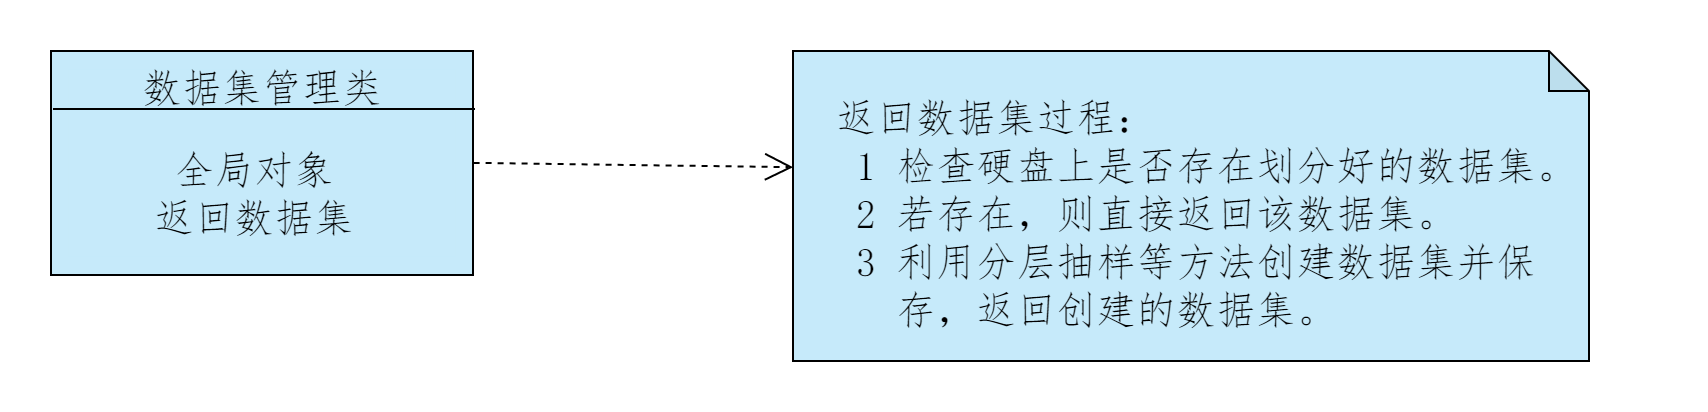 数据集管理类
全局对象
返回数据集
返回数据集过程：
1 检查硬盘上是否存在划分好的数据集。
2 若存在，则直接返回该数据集。
3 利用分层抽样等方法创建数据集并保
存，返回创建的数据集。